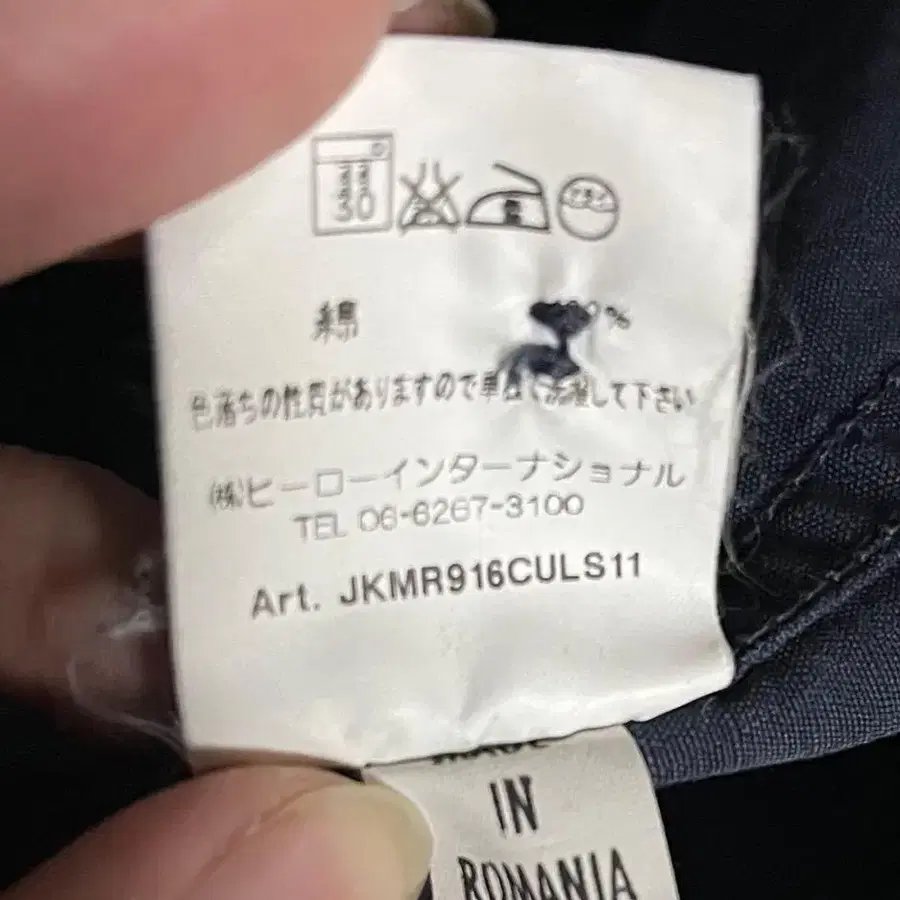 30
綿 %
色落ちの性質がありますので単独で洗濯して下さい
(株)ヒーローインターナショナル
TEL 06-6267-3100
Art. JKMR916CULS11
IN
ROMANIA